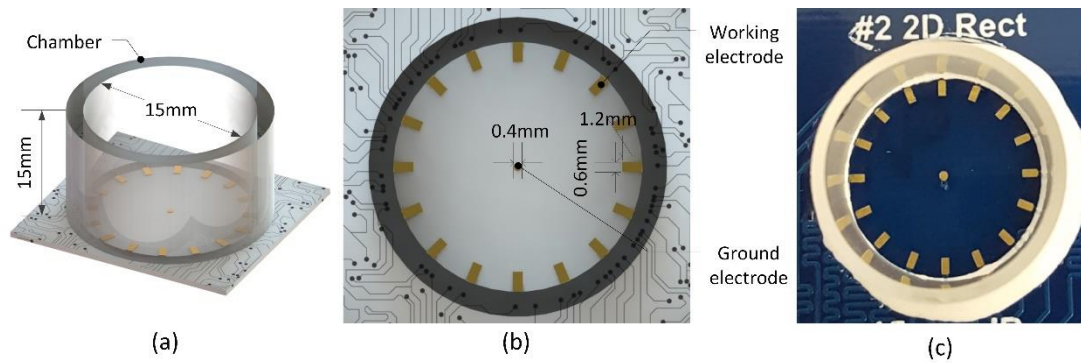 Chamber
15mm
15mm
(a)
0.4mm
1.2mm
0.6mm
(b)
Working
electrode
Ground
electrode
#2 2D Rect
(c)